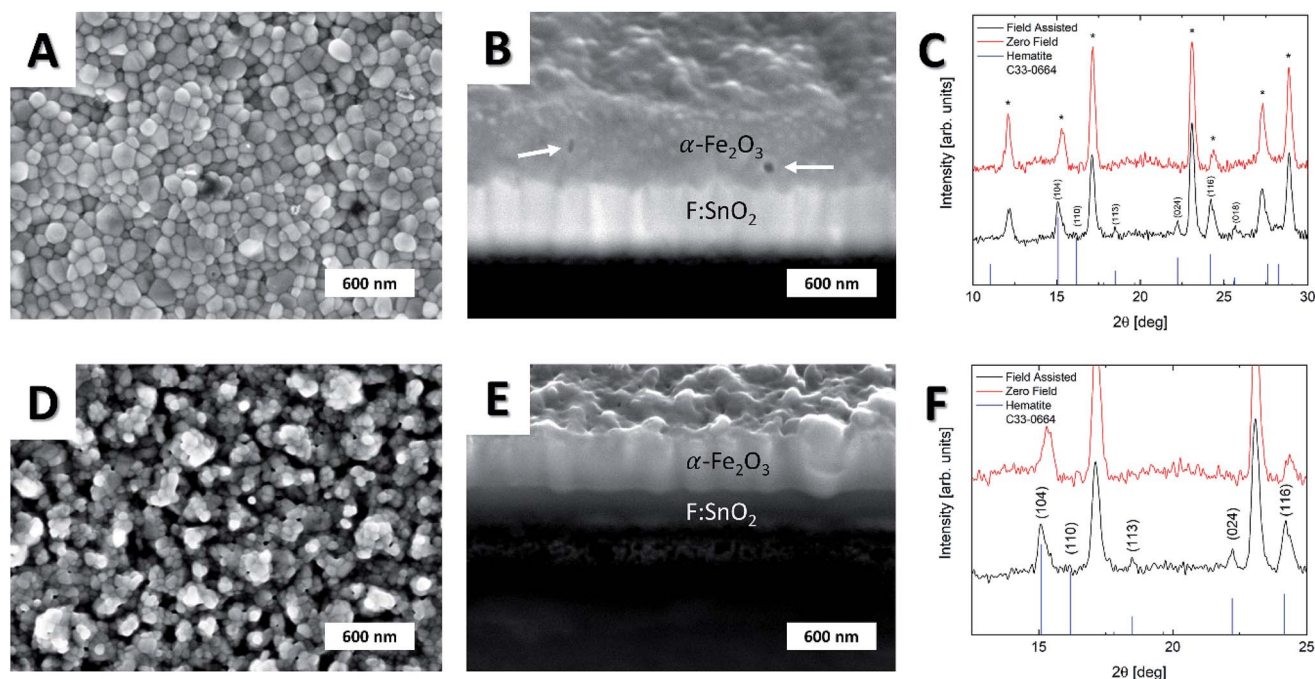 A
600 nm
B
α-Fe₂O₃
F:SnO₂
600 nm
C
Field Assisted
Zero Field
Hematite
C33-0664
Intensity [arb. units]
* * * * * * *
(104)
(110)
(113)
(024)
(116)
(018)
10 15 20 25 30
2θ [deg]
D
600 nm
E
α-Fe₂O₃
F:SnO₂
600 nm
F
Field Assisted
Zero Field
Hematite
C33-0664
Intensity [arb. units]
(104)
(110)
(113)
(024)
(116)
15 20 25
2θ [deg]